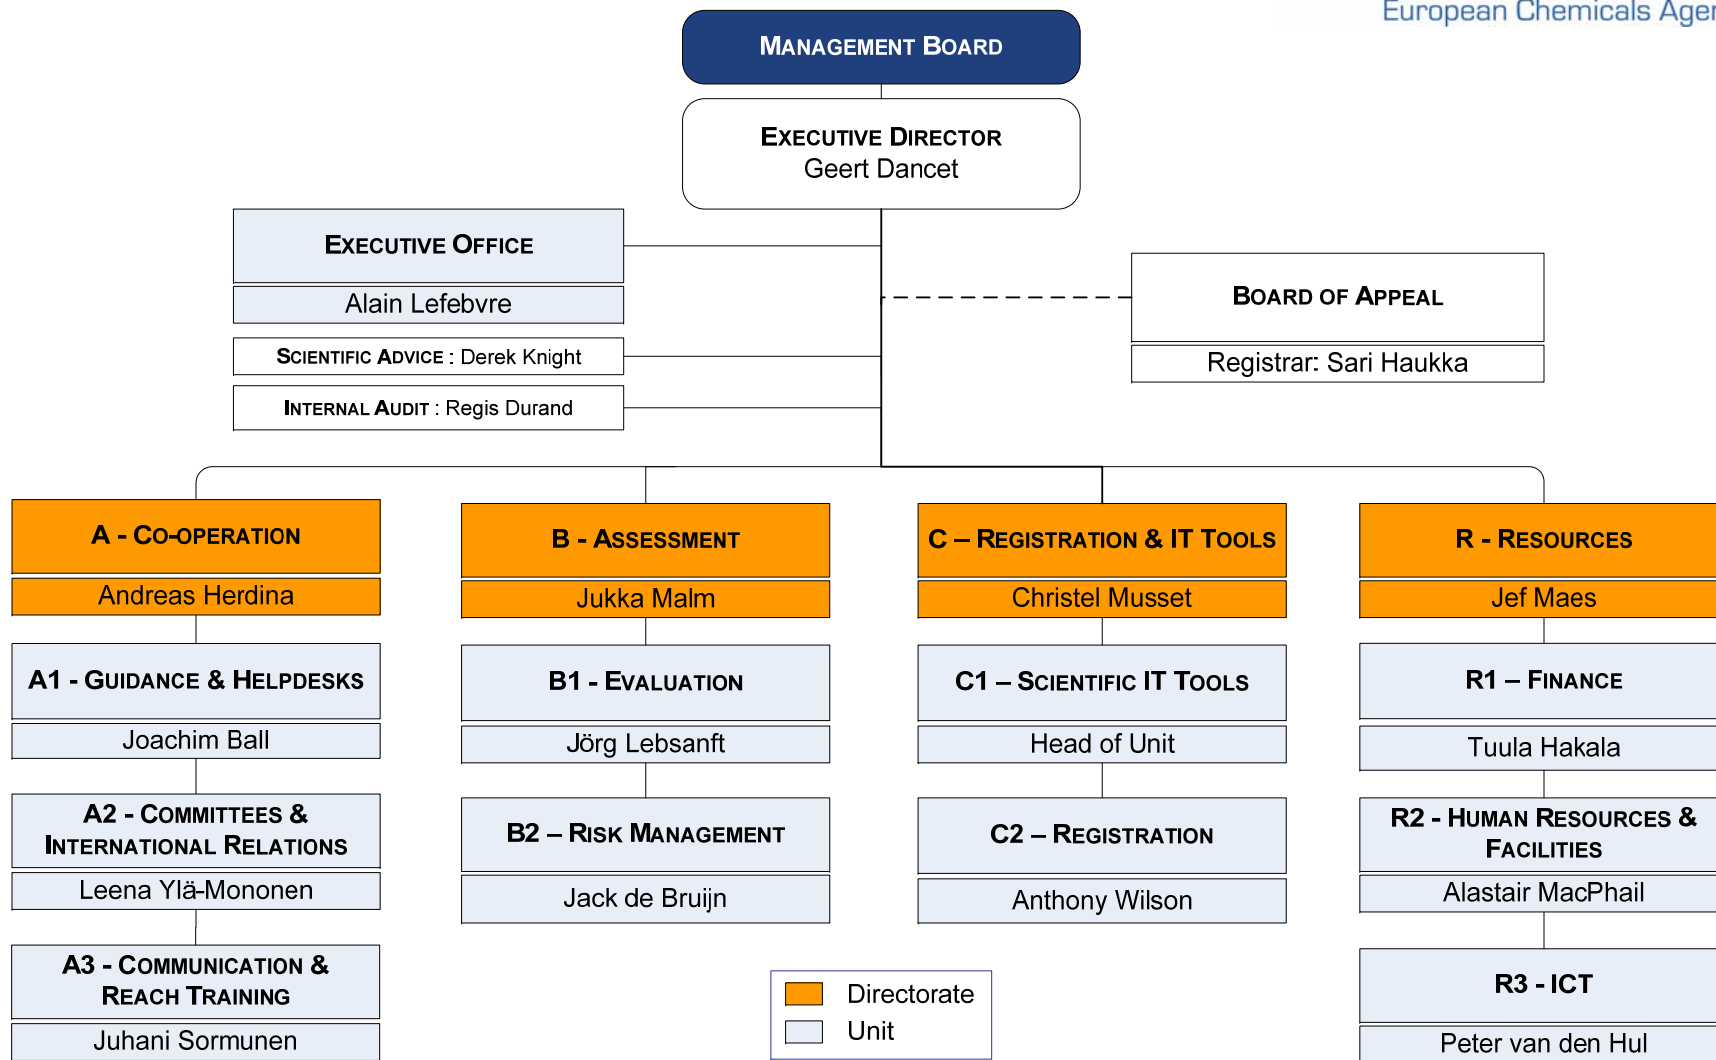 European Chemicals Agen
MANAGEMENT BOARD
EXECUTIVE DIRECTOR
Geert Dancet
EXECUTIVE OFFICE
Alain Lefebvre
SCIENTIFIC ADVICE : Derek Knight
INTERNAL AUDIT : Regis Durand
BOARD OF APPEAL
Registrar: Sari Haukka
A - CO-OPERATION
Andreas Herdina
A1 - GUIDANCE & HELPDESKS
Joachim Ball
A2 - COMMITTEES &
INTERNATIONAL RELATIONS
Leena Ylä-Mononen
A3 - COMMUNICATION &
REACH TRAINING
Juhani Sormunen
B - ASSESSMENT
Jukka Malm
B1 - EVALUATION
Jörg Lebsanft
B2 – RISK MANAGEMENT
Jack de Bruijn
C – REGISTRATION & IT TOOLS
Christel Musset
C1 – SCIENTIFIC IT TOOLS
Head of Unit
C2 – REGISTRATION
Anthony Wilson
R - RESOURCES
Jef Maes
R1 – FINANCE
Tuula Hakala
R2 - HUMAN RESOURCES &
FACILITIES
Alastair MacPhail
R3 - ICT
Peter van den Hul
Directorate
Unit